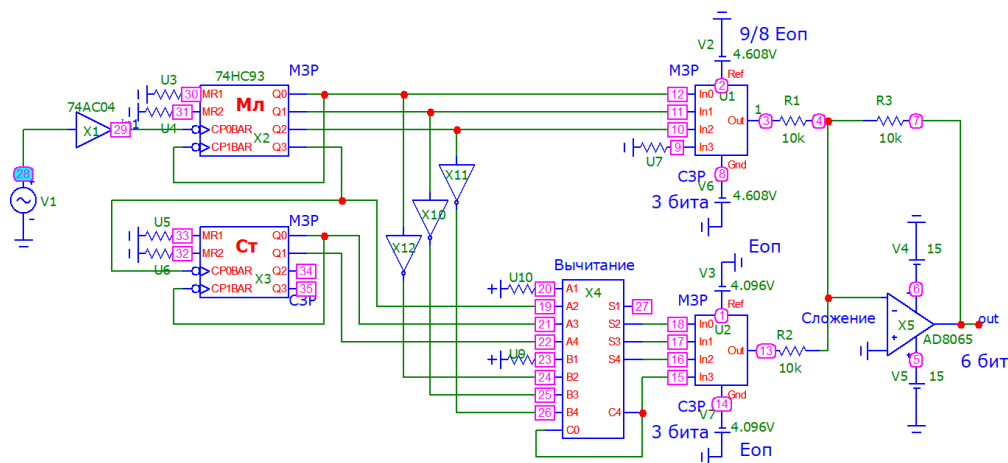 9/8 Еоп
V2
4.608V
МЗР
U3
74HC93
МЗР
Ref
2
U1
74AC04
30 MR1 Мл Q0
12 In0
31 MR2 Q1
11 In1
Out 1 3 R1 4 R3 7
X1 29
U4 CP0BAR X2 Q2
10 In2
10k 10k
CP1BAR Q3
9 In3
U7 Gnd
28
V1
X11
СЗР 8
V6
3 бита 4.608V
X10
U5 МЗР
33 MR1 Ст Q0
X12
Еоп
32 MR2 Q1
U6 CP0BAR X3 Q2 34
CP1BAR Q3 35
СЗР
Вычитание
V3
4.096V
V4 15
U10 20 A1 X4
МЗР 1 Ref
6
19 A2 S1 27
U2
21 A3 S2 18 In0
Сложение
X5
out
22 A4 S3 17 In1
Out 13 R2
AD8065
U9 23 B1 S4 16 In2
10k
5
6 бит
24 B2 15 In3
Gnd
V5 15
25 B3
СЗР 14
26 B4 C4
V7
C0
3 бита 4.096V
Еоп